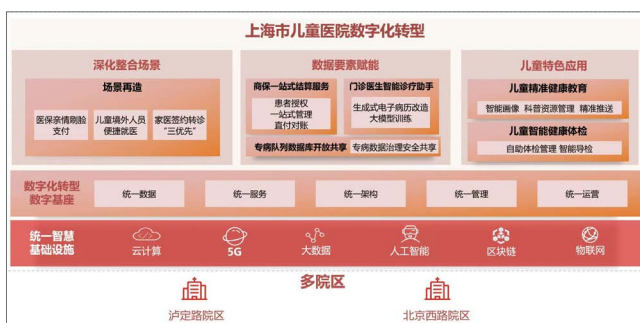 上海市儿童医院数字化转型
深化整合场景
场景再造
医保亲情刷脸
支付
儿童境外人员
便捷就医
家医签约转诊
“三优先”
数据要素赋能
商保一站式结算服务
患者授权
一站式管理
直付对账
门诊医生智能诊疗助手
生成式电子病历改造
大模型训练
专病队列数据库开放共享 专病数据治理安全共享
儿童特色应用
儿童精准健康教育
智能画像 科普资源管理 精准推送
儿童智能健康体检
自助体检管理 智能导检
数字化转型
数字基座
统一数据
统一服务
统一架构
统一管理
统一运营
统一智慧
基础设施
云计算
5G
大数据
人工智能
区块链
物联网
多院区
泸定路院区
北京西路院区